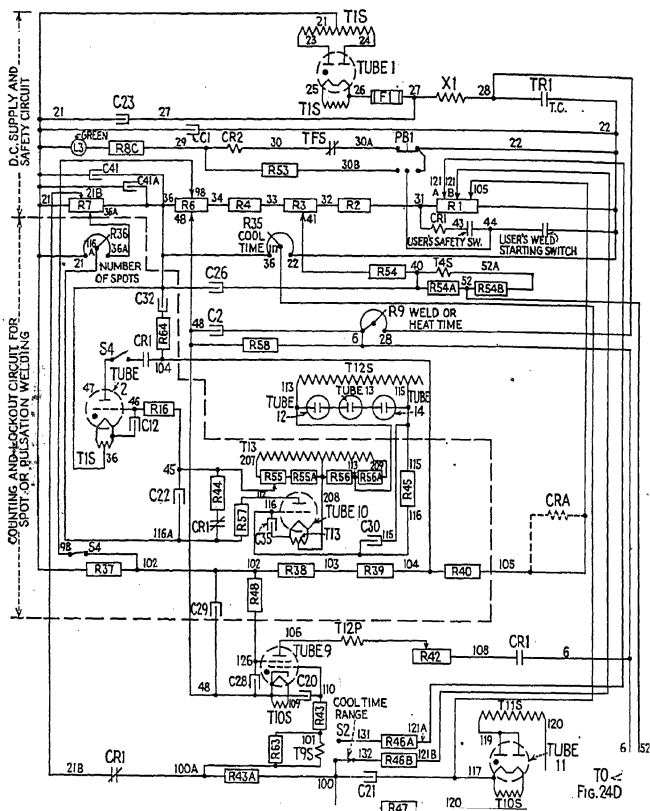 T1S
21
23 24
TUBE 1
25 26 27 28
T1S F1 X1 TR1
T.C.
D.C. SUPPLY AND
SAFETY CIRCUIT
21 C23 27 22
GREEN
L3 R8C 29 CC1 CR2 30 TF5 30A PB1 22
R53 30B
C41
C41A
121 A 121 B 105
21 21B R7 36A 36 98 R6 48 34 R4 33 R3 41 32 R2 31 R1
CR1 43 44
USER'S SAFETY SW.
USER'S WELD
STARTING SWITCH
R36
116 A
36A
21
NUMBER
OF SPOTS
R35
COOL
TIME
36 22
R54 40 T4S 52A
R54A 52 R54B
C26
C32
R64
C2
48
R9 WELD OR
HEAT TIME
6 28
R58
S4 CR1 104
COUNTING AND LOCKOUT CIRCUIT FOR
SPOT OR PULSATION WELDING
TUBE
2
47 46 R16
C12
T1S 36
T12S
113 115
TUBE 13
TUBE
12
TUBE
14
T13
207 113 209
R55 R55A R56 R56A
45
C22 R44
CR1
R57
112 116
208
TUBE 10
T13
C35
C30
115
R45
115
116
CRA
116A
98 S4
R37 102 102 R38 103 R39 104 R40 105
C29
R48
106 T12P
TUBE 9
R42 108 CR1 6
126
C28 C20
48 109 110
T10S
R43
COOL TIME
RANGE
S2 131 R46A 121A
132 R46B 121B
R63 101
T9S
T11S
119 120
TUBE
11
117
T10S
6 52
TO
FIG. 24D
21B CR1 100A R43A 100 C21
R47 120